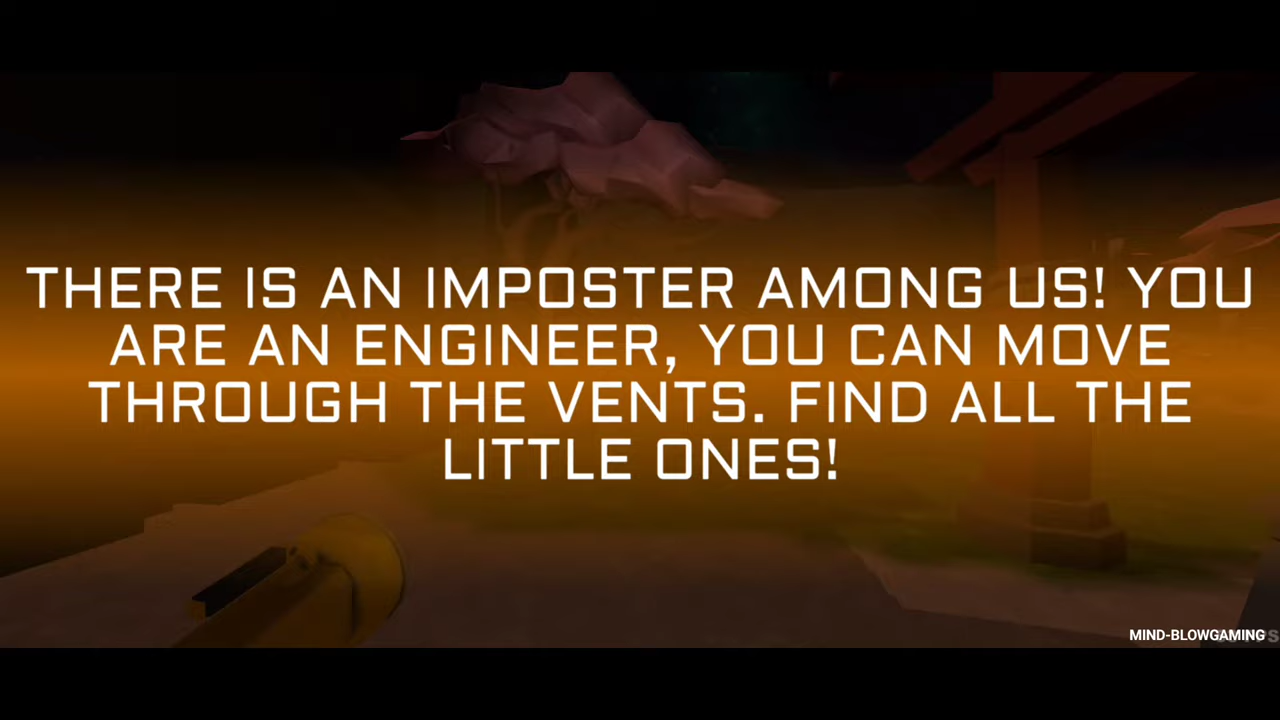 THERE IS AN IMPOSTER AMONG US! YOU
ARE AN ENGINEER, YOU CAN MOVE
THROUGH THE VENTS. FIND ALL THE
LITTLE ONES!
MIND-BLOWGAMING